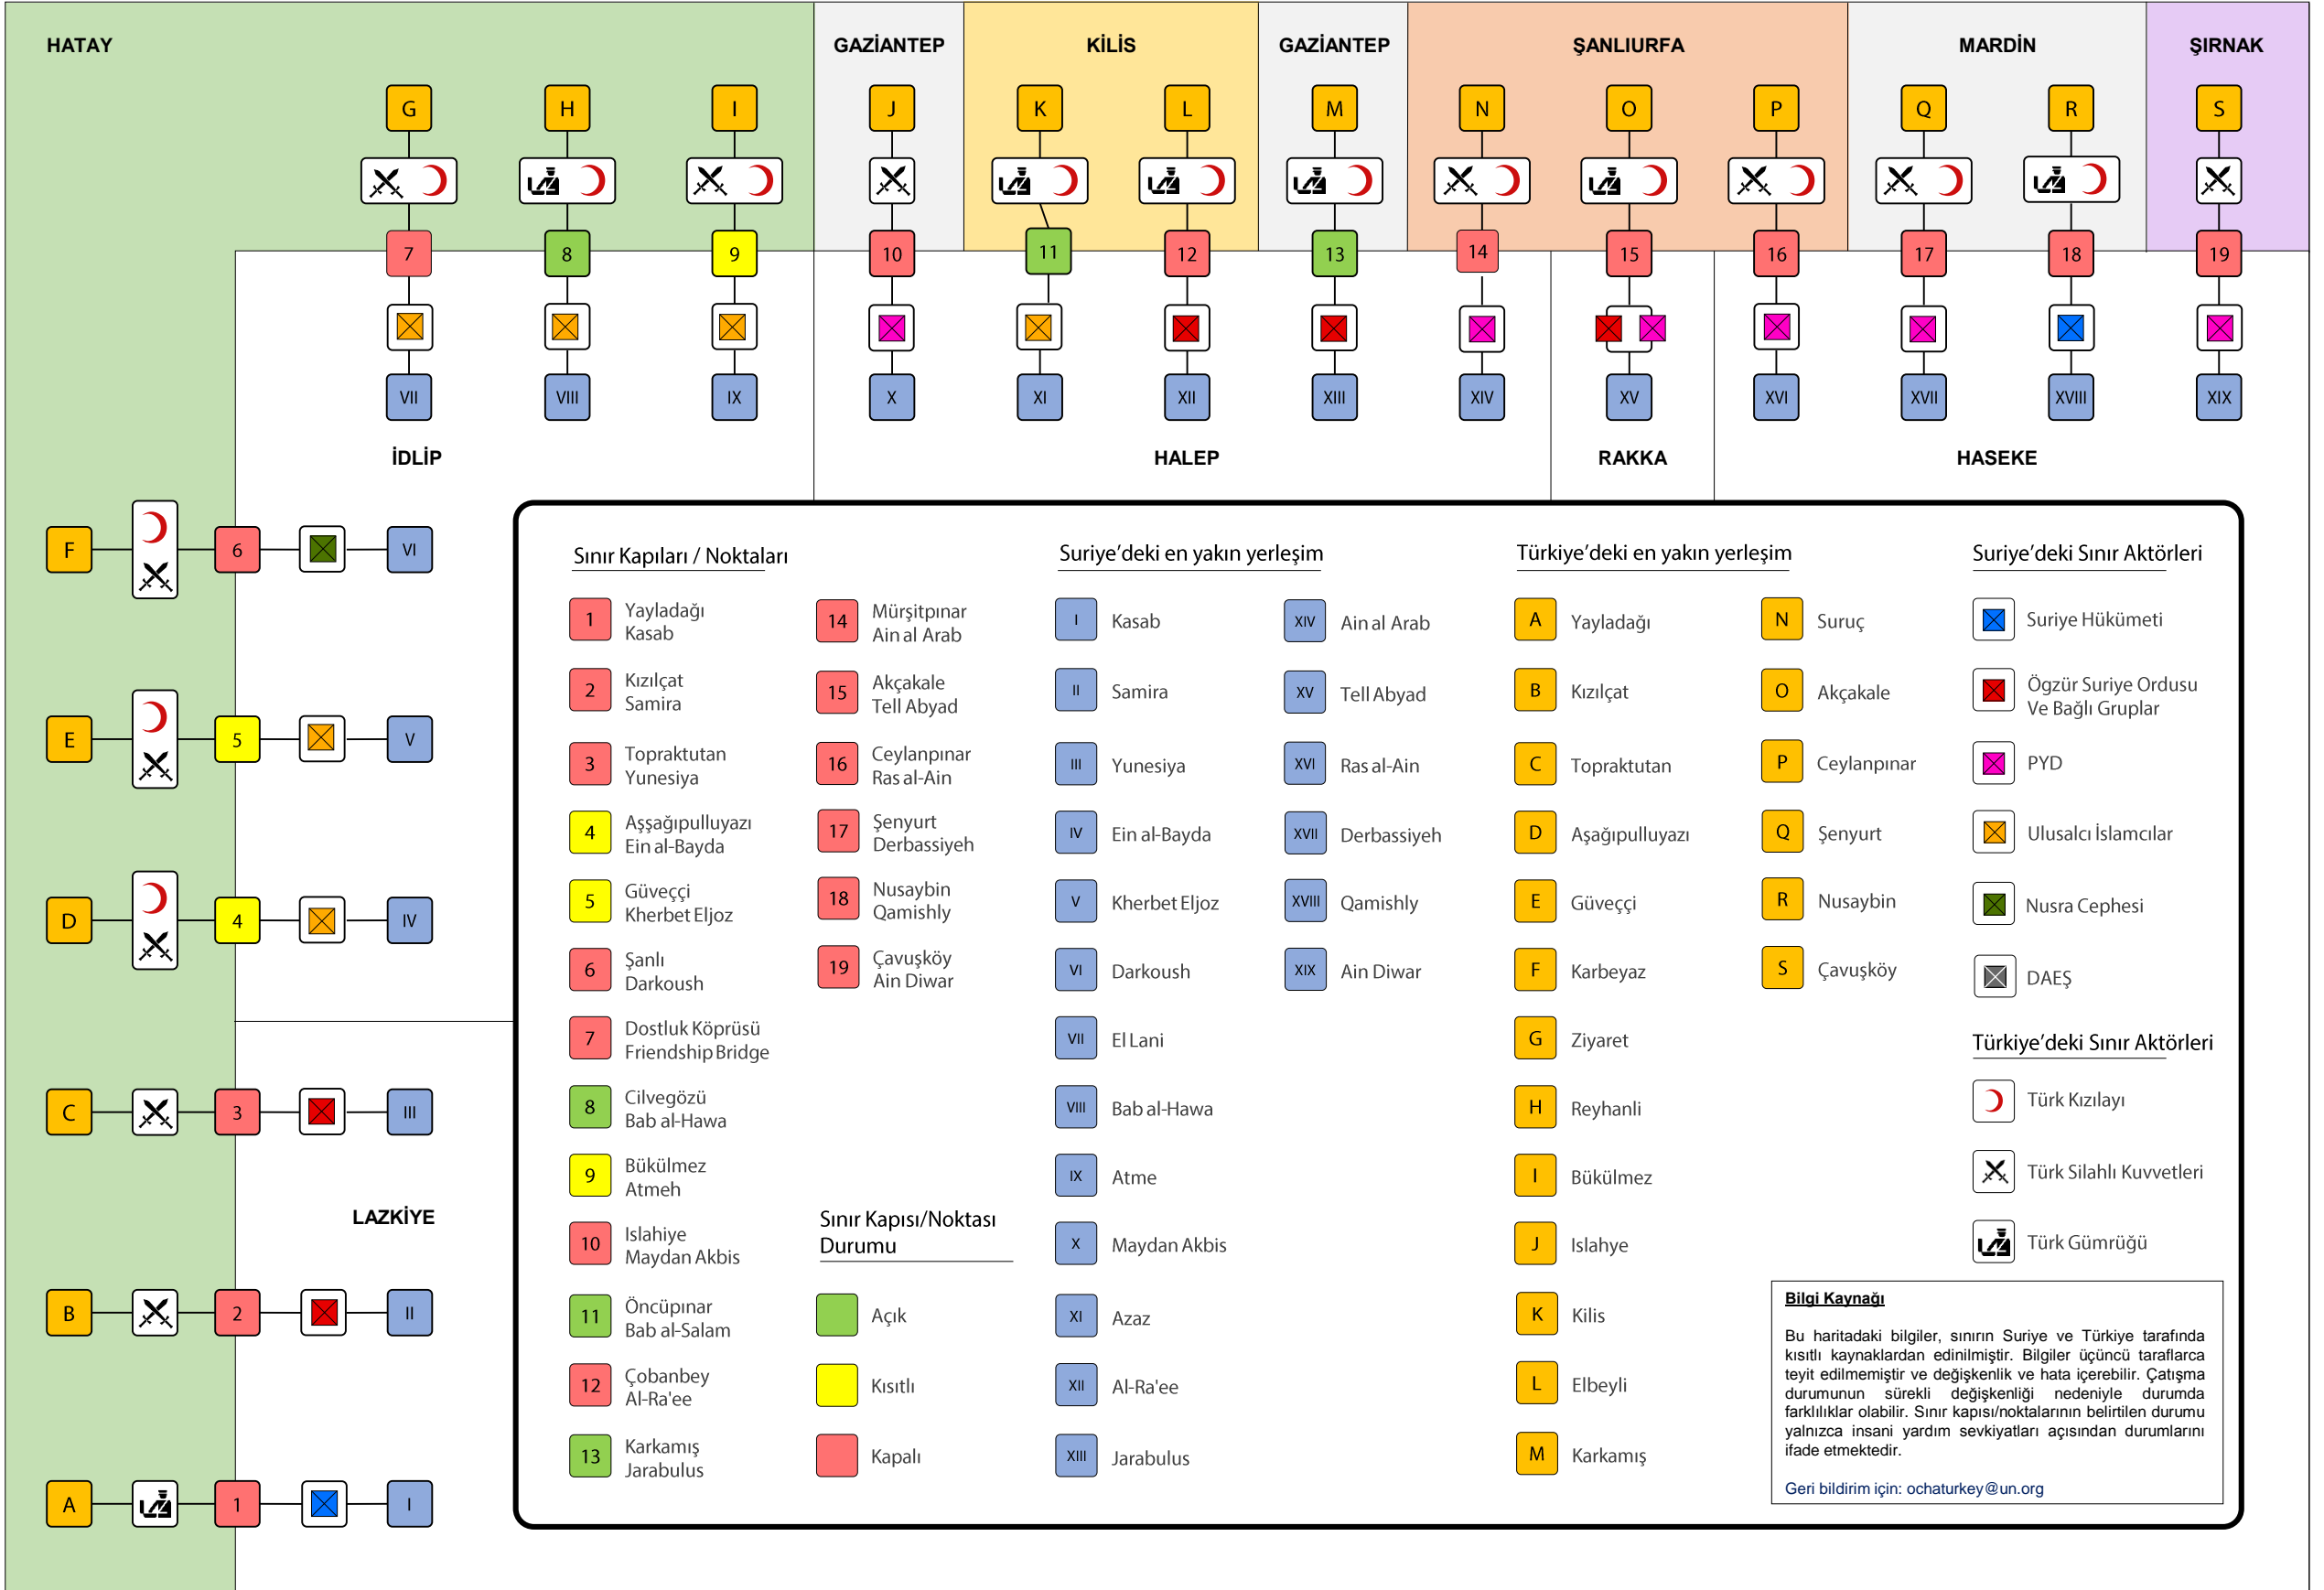 HATAY
GAZİANTEP
KİLİS
GAZİANTEP
ŞANLIURFA
MARDİN
ŞIRNAK
G
H
I
J
K
L
M
N
O
P
Q
R
S
7
8
9
10
11
12
13
14
15
16
17
18
19
VII
VIII
IX
X
XI
XII
XIII
XIV
XV
XVI
XVII
XVIII
XIX
İDLİP
HALEP
RAKKA
HASEKE
F
6
VI
E
5
V
D
4
IV
C
3
III
LAZKİYE
B
2
II
A
1
I
Sınır Kapıları / Noktaları
1
Yayladağı
Kasab
2
Kızılçat
Samira
3
Topraktutan
Yunesiya
4
Aşşağıpulluyazı
Ein al-Bayda
5
Güveççi
Kherbet Eljoz
6
Şanlı
Darkoush
7
Dostluk Köprüsü
Friendship Bridge
8
Cilvegözü
Bab al-Hawa
9
Bükülmez
Atmeh
10
Islahiye
Maydan Akbis
11
Öncüpınar
Bab al-Salam
12
Çobanbey
Al-Ra'ee
13
Karkamış
Jarabulus
14
Mürşitpınar
Ain al Arab
15
Akçakale
Tell Abyad
16
Ceylanpınar
Ras al-Ain
17
Şenyurt
Derbassiyeh
18
Nusaybin
Qamishly
19
Çavuşköy
Ain Diwar
Sınır Kapısı/Noktası
Durumu
Açık
Kısıtlı
Kapalı
Suriye'deki en yakın yerleşim
I
Kasab
II
Samira
III
Yunesiya
IV
Ein al-Bayda
V
Kherbet Eljoz
VI
Darkoush
VII
El Lani
VIII
Bab al-Hawa
IX
Atme
X
Maydan Akbis
XI
Azaz
XII
Al-Ra'ee
XIII
Jarabulus
XIV
Ain al Arab
XV
Tell Abyad
XVI
Ras al-Ain
XVII
Derbassiyeh
XVIII
Qamishly
XIX
Ain Diwar
Türkiye'deki en yakın yerleşim
A
Yayladağı
B
Kızılçat
C
Topraktutan
D
Aşağıpulluyazı
E
Güveççi
F
Karbeyaz
G
Ziyaret
H
Reyhanli
I
Bükülmez
J
Islahye
K
Kilis
L
Elbeyli
M
Karkamış
N
Suruç
O
Akçakale
P
Ceylanpınar
Q
Şenyurt
R
Nusaybin
S
Çavuşköy
Suriye'deki Sınır Aktörleri
Suriye Hükümeti
Ögzür Suriye Ordusu
Ve Bağlı Gruplar
PYD
Ulusalcı İslamcılar
Nusra Cephesi
DAEŞ
Türkiye'deki Sınır Aktörleri
Türk Kızılayı
Türk Silahlı Kuvvetleri
Türk Gümrüğü
Bilgi Kaynağı
Bu haritadaki bilgiler, sınırın Suriye ve Türkiye tarafında
kısıtlı kaynaklardan edinilmiştir. Bilgiler üçüncü taraflarca
teyit edilmemiştir ve değişkenlik ve hata içerebilir. Çatışma
durumunun sürekli değişkenliği nedeniyle durumda
farklılıklar olabilir. Sınır kapısı/noktalarının belirtilen durumu
yalnızca insani yardım sevkiyatları açısından durumlarını
ifade etmektedir.
Geri bildirim için: ochaturkey@un.org